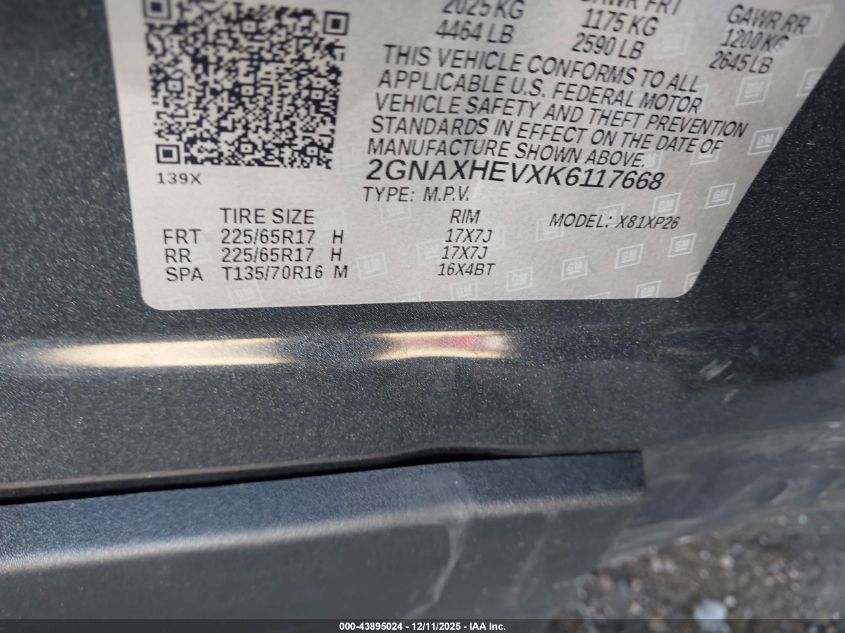 2025 KG
4464 LB
GAWR FRT
1175 KG
2590 LB
GAWR RR
1200 KG
2645 LB
THIS VEHICLE CONFORMS TO ALL
APPLICABLE U.S. FEDERAL MOTOR
VEHICLE SAFETY AND THEFT PREVENTION
STANDARDS IN EFFECT ON THE DATE OF
MANUFACTURE SHOWN ABOVE.
139X
2GNAXHEVXK6117668
TYPE: M.P.V.
MODEL: X81XP26
TIRE SIZE RIM
FRT 225/65R17 H 17X7J
RR 225/65R17 H 17X7J
SPA T135/70R16 M 16X4BT
GM
000-43895024 - 12/11/2025 - IAA Inc.